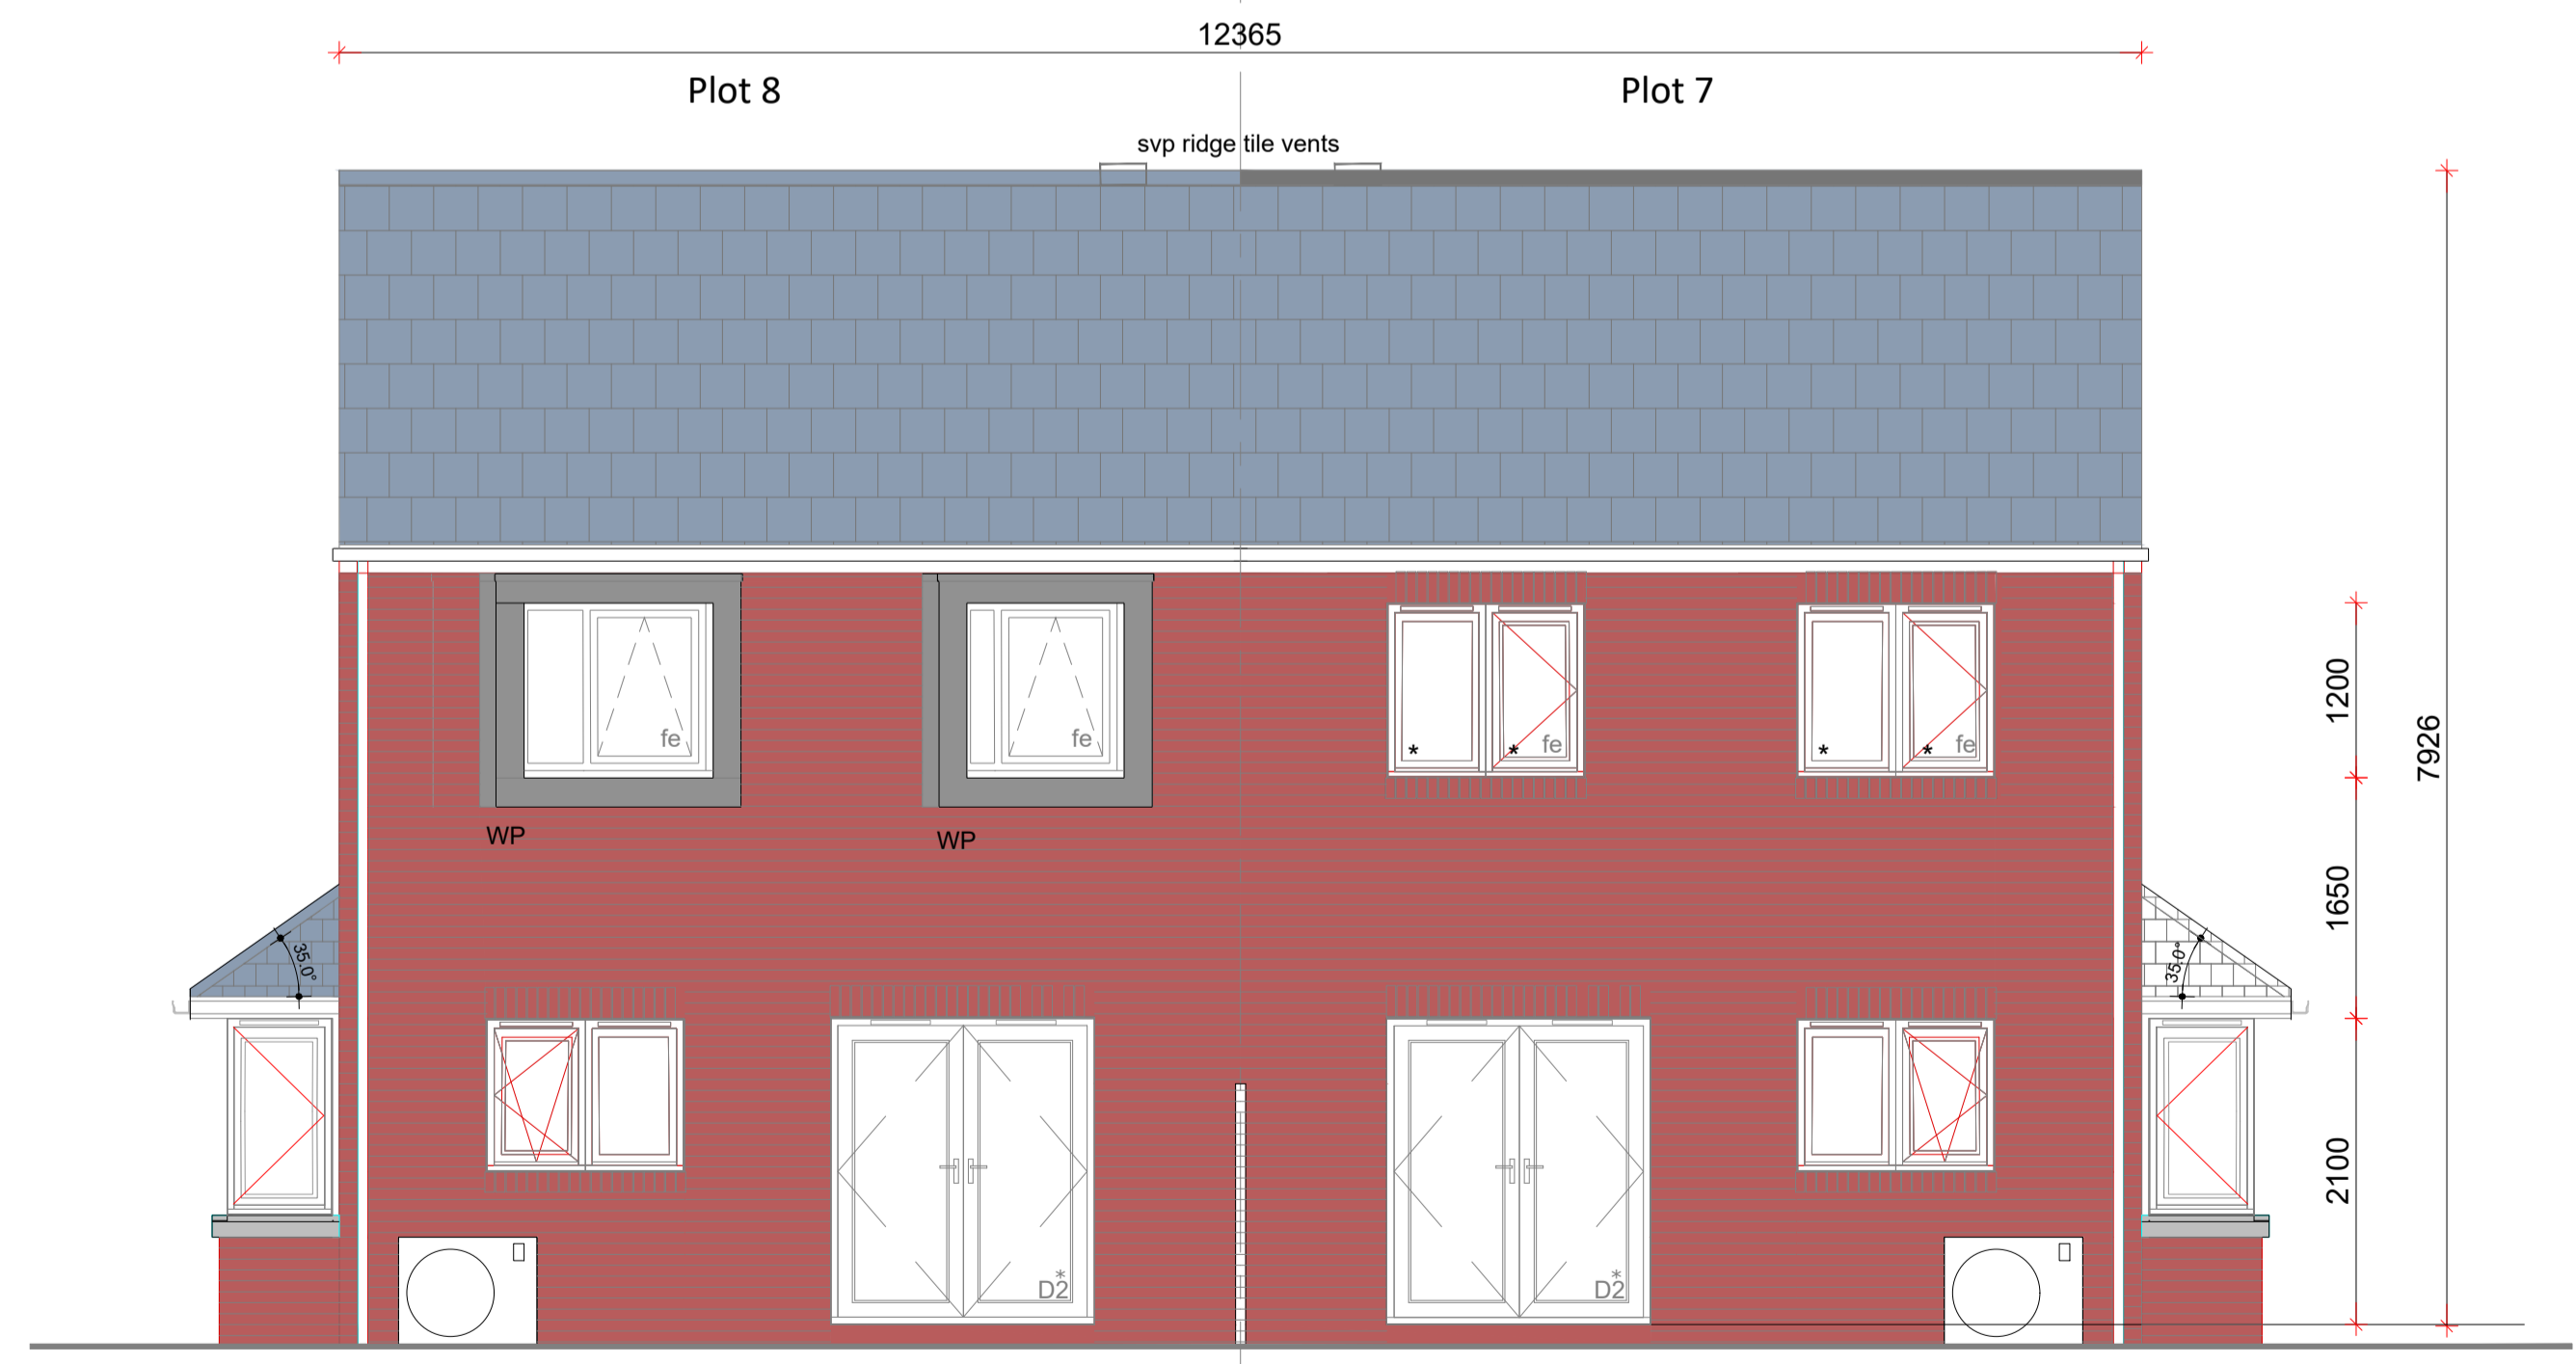 12365
Plot 8
Plot 7
svp ridge tile vents
fe
fe
* * fe
* * fe
1200
7926
WP
WP
1650
35.0°
35.0°
2100
*
D2
*
D2